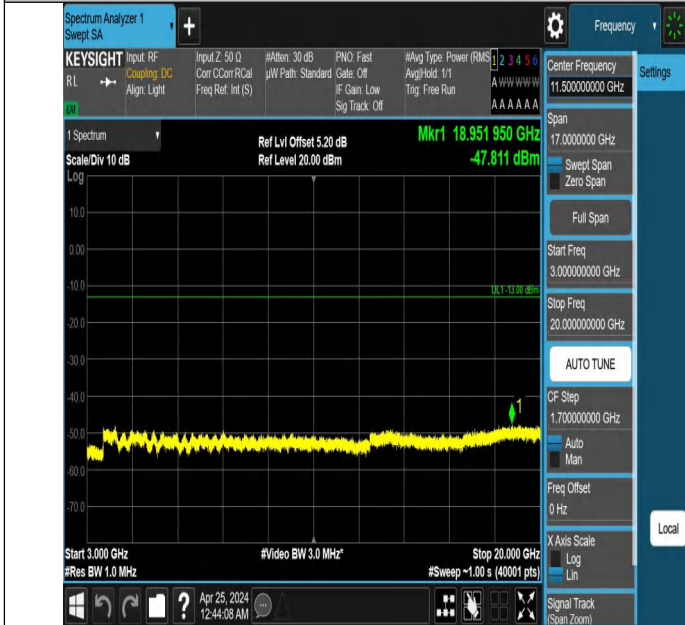 Spectrum Analyzer 1
Swept SA
Frequency
KEYSIGHT
RL
Input: RF
Coupling: DC
Align: Light
Input Z: 50 Ω
Corr CCorr RCal
Freq Ref: Int (S)
#Atten: 30 dB
µW Path: Standard
PNO: Fast
Gate: Off
IF Gain: Low
Sig Track: Off
#Avg Type: Power (RMS
Avg|Hold: 1/1
Trig: Free Run
1 2 3 4 5 6
A W W W W W
A A A A A A
1 Spectrum
Scale/Div 10 dB
Ref Lvl Offset 5.20 dB
Ref Level 20.00 dBm
Mkr1 18.951 950 GHz
-47.811 dBm
Log
10.0
0.00
-10.0
DL1 -13.00 dBm
-20.0
-30.0
-40.0
1
-50.0
-60.0
-70.0
Start 3.000 GHz
#Video BW 3.0 MHz*
Stop 20.000 GHz
#Res BW 1.0 MHz
#Sweep ~1.00 s (40001 pts)
Apr 25, 2024
12:44:08 AM
Center Frequency
11.500000000 GHz
Settings
Span
17.0000000 GHz
Swept Span
Zero Span
Full Span
Start Freq
3.000000000 GHz
Stop Freq
20.000000000 GHz
AUTO TUNE
CF Step
1.700000000 GHz
Auto
Man
Freq Offset
0 Hz
Local
X Axis Scale
Log
Lin
Signal Track
(Span Zoom)